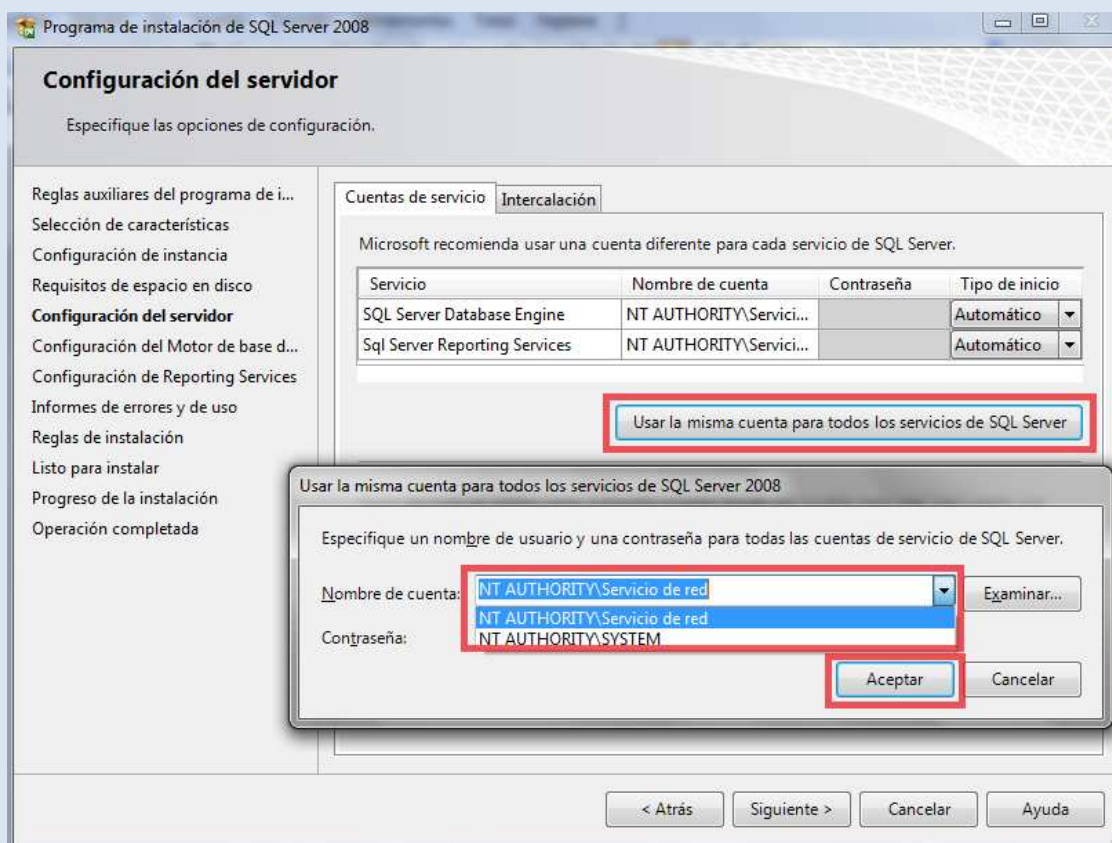 Programa de instalación de SQL Server 2008
Configuración del servidor
Especifique las opciones de configuración.
Reglas auxiliares del programa de i...
Selección de características
Configuración de instancia
Requisitos de espacio en disco
Configuración del servidor
Configuración del Motor de base d...
Configuración de Reporting Services
Informes de errores y de uso
Reglas de instalación
Listo para instalar
Progreso de la instalación
Operación completada
Cuentas de servicio Intercalación
Microsoft recomienda usar una cuenta diferente para cada servicio de SQL Server.
Servicio Nombre de cuenta Contraseña Tipo de inicio
SQL Server Database Engine NT AUTHORITY\Servici... Automático
Sql Server Reporting Services NT AUTHORITY\Servici... Automático
Usar la misma cuenta para todos los servicios de SQL Server
Usar la misma cuenta para todos los servicios de SQL Server 2008
Especifique un nombre de usuario y una contraseña para todas las cuentas de servicio de SQL Server.
Nombre de cuenta: NT AUTHORITY\Servicio de red Examinar...
NT AUTHORITY\Servicio de red
Contraseña: NT AUTHORITY\SYSTEM
Aceptar Cancelar
< Atrás Siguiente > Cancelar Ayuda